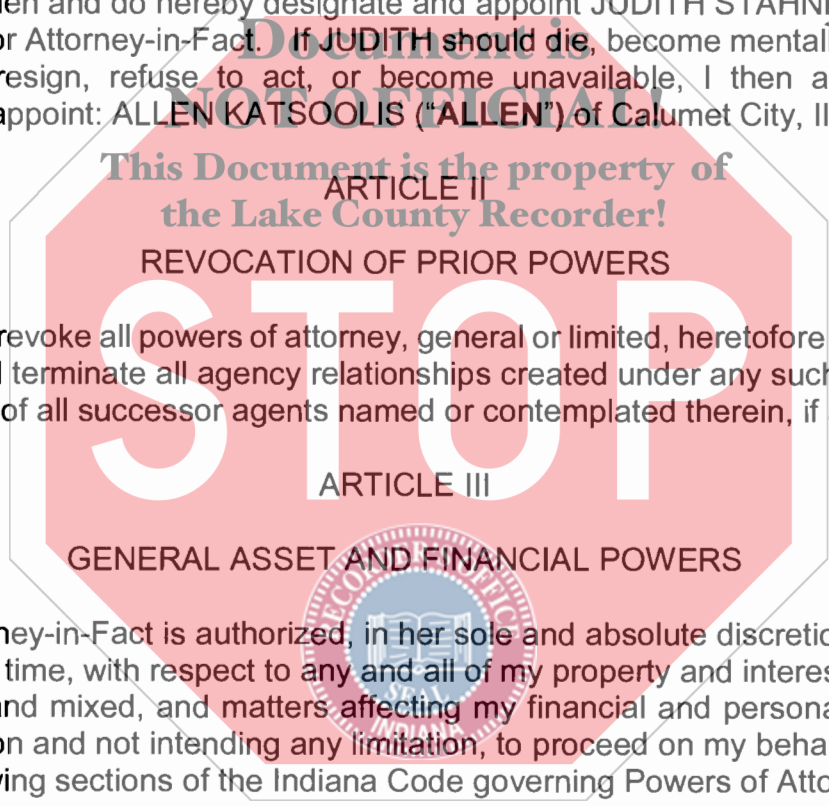 en and do hereby designate and appoint JUDITH STAHN
Document is
r Attorney-in-Fact. If JUDITH should die, become mental
resign, refuse to act, or become unavailable, I then a
NOT OFFICIAL!
appoint: ALLEN KATSOOLIS (“ALLEN”) of Calumet City, Il
This Document is the property of
ARTICLE II
the Lake County Recorder!
REVOCATION OF PRIOR POWERS
STOP
revoke all powers of attorney, general or limited, heretofore
terminate all agency relationships created under any such
of all successor agents named or contemplated therein, if
ARTICLE III
GENERAL ASSET AND FINANCIAL POWERS
RECORDER'S OFFICE
ney-in-Fact is authorized, in her sole and absolute discretio
time, with respect to any and all of my property and interes
SEAL
nd mixed, and matters affecting my financial and persona
INDIANA
on and not intending any limitation, to proceed on my beha
ving sections of the Indiana Code governing Powers of Atto